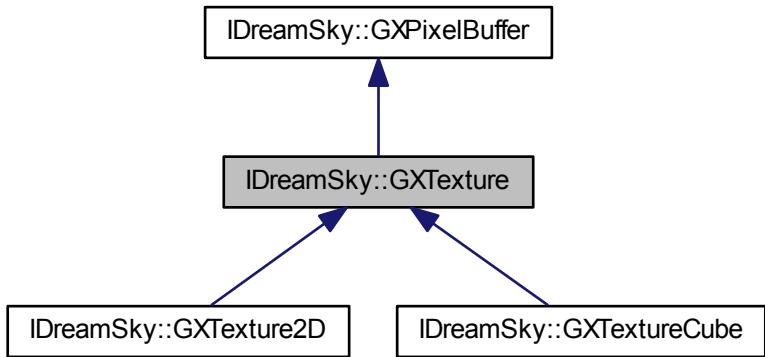 IDreamSky::GXPixelBuffer
IDreamSky::GXTexture
IDreamSky::GXTexture2D
IDreamSky::GXTextureCube